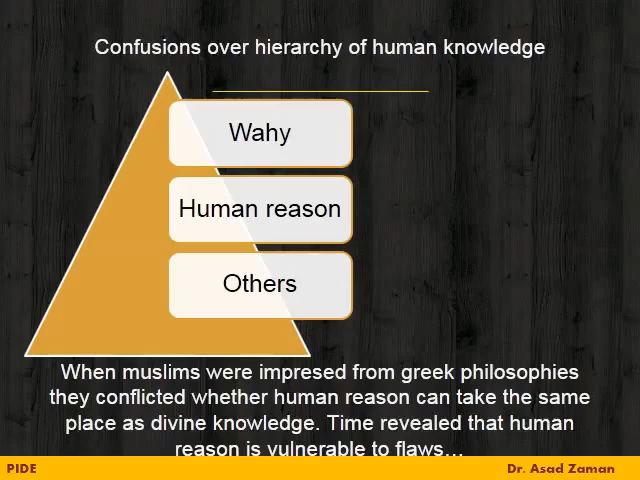 Confusions over hierarchy of human knowledge
Wahy
Human reason
Others
When muslims were impresed from greek philosophies
they conflicted whether human reason can take the same
place as divine knowledge. Time revealed that human
reason is vulnerable to flaws…
PIDE
Dr. Asad Zaman